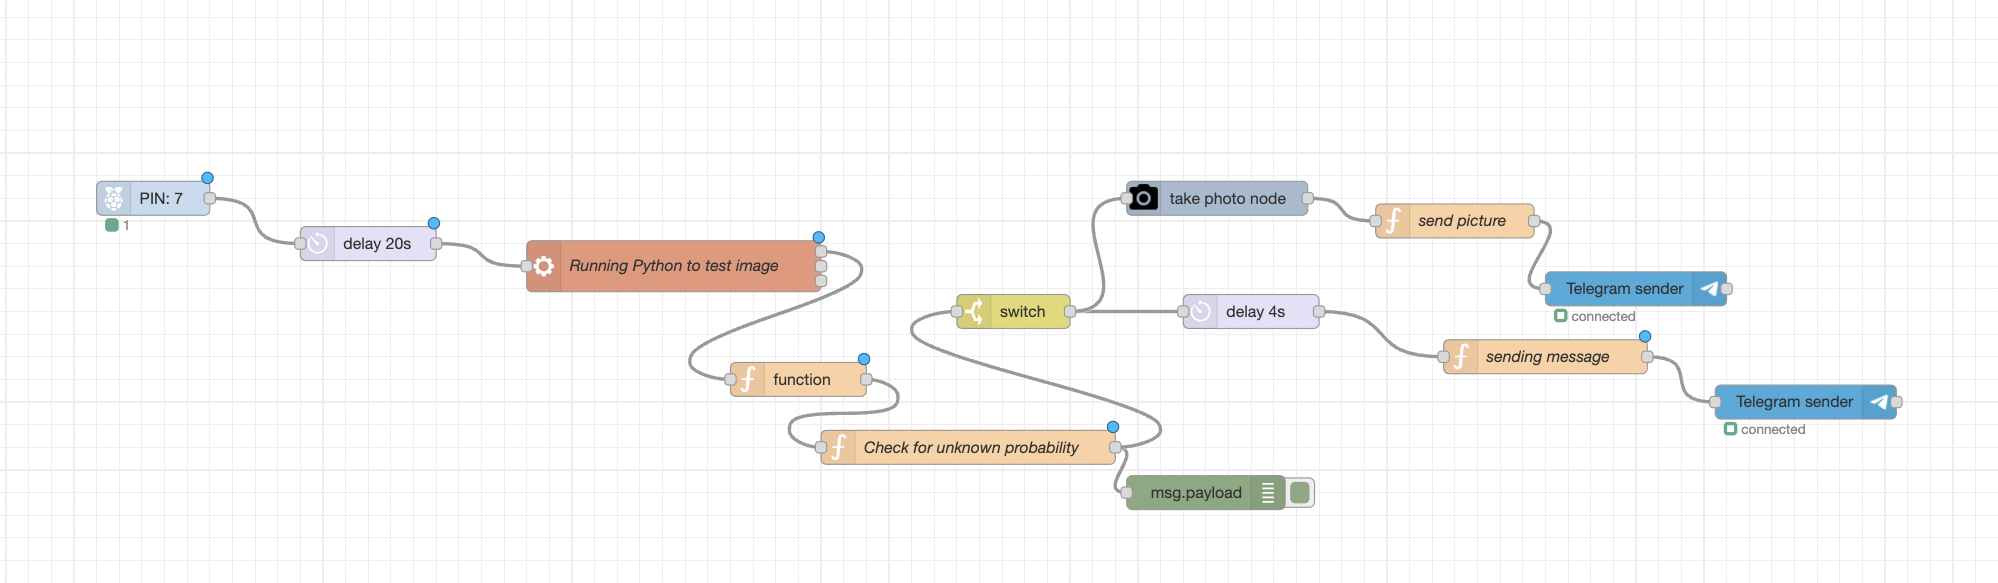 PIN: 7
1
delay 20s
Running Python to test image
function
Check for unknown probability
msg.payload
switch
take photo node
send picture
Telegram sender
connected
delay 4s
sending message
Telegram sender
connected